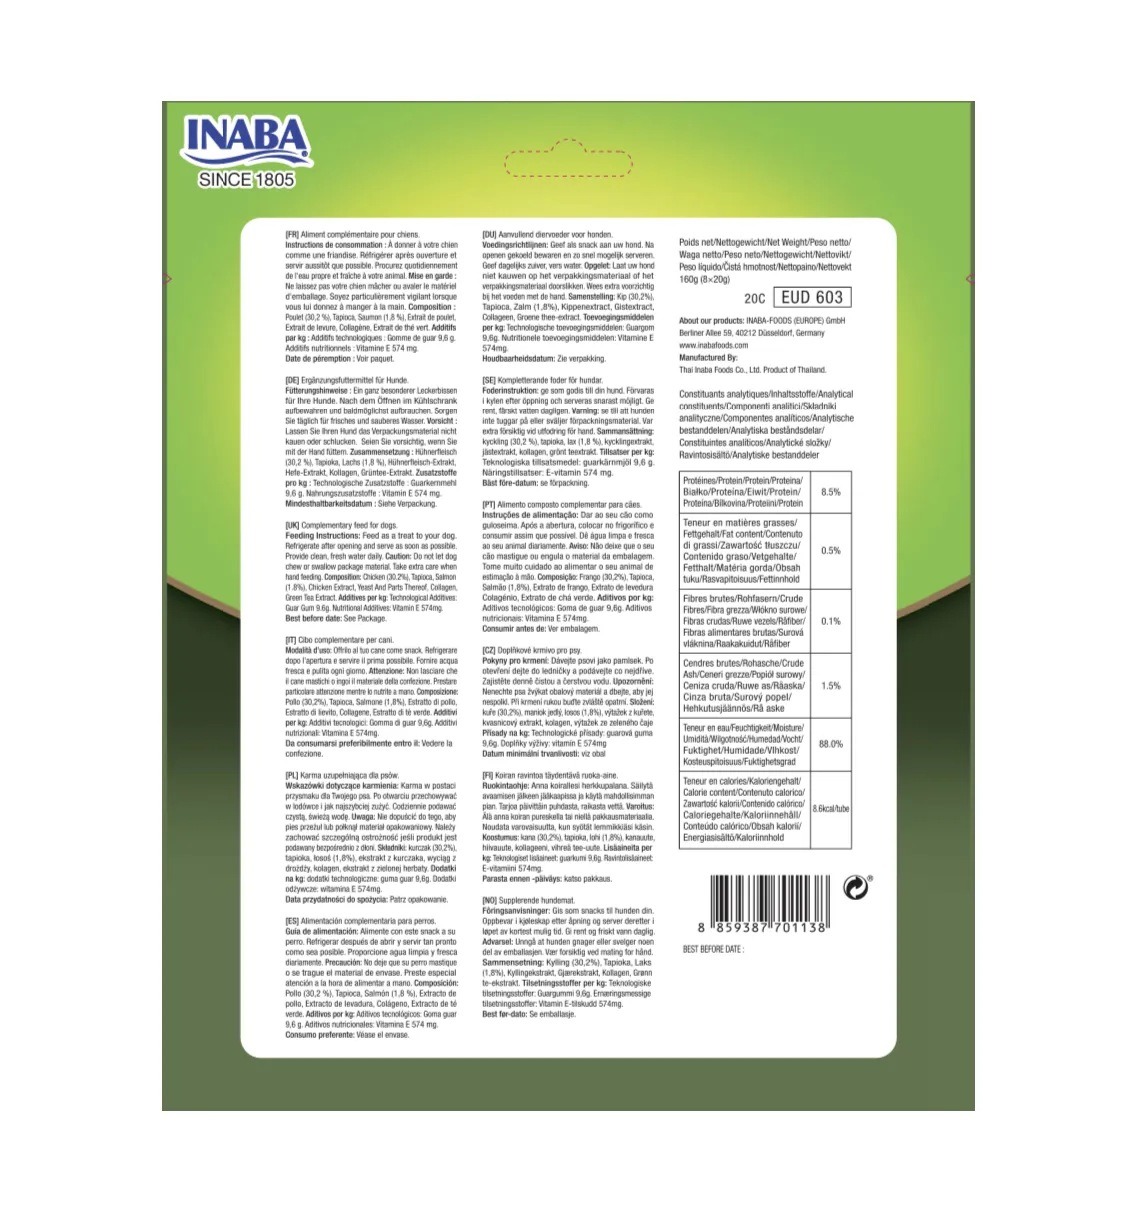 INABA
SINCE 1805
[FR] Aliment complémentaire pour chiens.
Instructions de consommation : À donner à votre chien
comme une friandise. Réfrigérer après ouverture et
servir aussitôt que possible. Procurez quotidiennement
de l'eau propre et fraîche à votre animal. Mise en garde :
Ne laissez pas votre chien mâcher ou avaler le matériel
d'emballage. Soyez particulièrement vigilant lorsque
vous lui donnez à manger à la main. Composition :
Poulet (30,2 %), Tapioca, Saumon (1,8 %), Extrait de poulet,
Extrait de levure, Collagène, Extrait de thé vert. Additifs
par kg : Additifs technologiques : Gomme de guar 9,6 g.
Additifs nutritionnels : Vitamine E 574 mg.
Date de péremption : Voir paquet.
[DE] Ergänzungsfuttermittel für Hunde.
Fütterungshinweise : Ein ganz besonderer Leckerbissen
für Ihre Hunde. Nach dem Öffnen im Kühlschrank
aufbewahren und baldmöglichst aufbrauchen. Sorgen
Sie täglich für frisches und sauberes Wasser. Vorsicht :
Lassen Sie Ihren Hund das Verpackungsmaterial nicht
kauen oder schlucken. Seien Sie vorsichtig, wenn Sie
mit der Hand füttern. Zusammensetzung : Hühnerfleisch
(30,2 %), Tapioka, Lachs (1,8 %), Hühnerfleisch-Extrakt,
Hefe-Extrakt, Kollagen, Grüntee-Extrakt. Zusatzstoffe
pro kg : Technologische Zusatzstoffe : Guarkernmehl
9,6 g. Nahrungszusatzstoffe : Vitamin E 574 mg.
Mindesthaltbarkeitsdatum : Siehe Verpackung.
[UK] Complementary feed for dogs.
Feeding Instructions: Feed as a treat to your dog.
Refrigerate after opening and serve as soon as possible.
Provide clean, fresh water daily. Caution: Do not let dog
chew or swallow package material. Take extra care when
hand feeding. Composition: Chicken (30,2%), Tapioca, Salmon
(1.8%), Chicken Extract, Yeast And Parts Thereof, Collagen,
Green Tea Extract. Additives per kg: Technological Additives:
Guar Gum 9.6g. Nutritional Additives: Vitamin E 574mg.
Best before date: See Package.
[IT] Cibo complementare per cani.
Modalità d'uso: Offrilo al tuo cane come snack. Refrigerare
dopo l'apertura e servire il prima possibile. Fornire acqua
fresca e pulita ogni giorno. Attenzione: Non lasciare che
il cane mastichi o ingoi il materiale della confezione. Prestare
particolare attenzione mentre lo nutrite a mano. Composizione:
Pollo (30,2%), Tapioca, Salmone (1,8%), Estratto di pollo,
Estratto di lievito, Collagene, Estratto di tè verde. Additivi
per kg: Additivi tecnologici: Gomma di guar 9,6g. Additivi
nutrizionali: Vitamina E 574mg.
Da consumarsi preferibilmente entro il: Vedere la
confezione.
[PL] Karma uzupełniająca dla psów.
Wskazówki dotyczące karmienia: Karma w postaci
przysmaku dla Twojego psa. Po otwarciu przechowywać
w lodówce i jak najszybciej zużyć. Codziennie podawać
czystą, świeżą wodę. Uwaga: Nie dopuścić do tego, aby
pies przeżuł lub połknął materiał opakowaniowy. Należy
zachować szczególną ostrożność jeśli produkt jest
podawany bezpośrednio z dłoni. Składniki: kurczak (30,2%),
tapioka, łosoś (1,8%), ekstrakt z kurczaka, wyciąg z
drożdży, kolagen, ekstrakt z zielonej herbaty. Dodatki
na kg: dodatki technologiczne: guma guar 9,6g. Dodatki
odżywcze: witamina E 574mg.
Data przydatności do spożycia: Patrz opakowanie.
[ES] Alimentación complementaria para perros.
Guía de alimentación: Alimente con este snack a su
perro. Refrigerar después de abrir y servir tan pronto
como sea posible. Proporcione agua limpia y fresca
diariamente. Precaución: No deje que su perro mastique
o se trague el material de envase. Preste especial
atención a la hora de alimentar a mano. Composición:
Pollo (30,2 %), Tapioca, Salmón (1,8 %), Extracto de
pollo, Extracto de levadura, Colágeno, Extracto de té
verde. Aditivos por kg: Aditivos tecnológicos: Goma guar
9,6 g. Aditivos nutricionales: Vitamina E 574 mg.
Consumo preferente: Véase el envase.
[DU] Aanvullend diervoeder voor honden.
Voedingsrichtlijnen: Geef als snack aan uw hond. Na
openen gekoeld bewaren en zo snel mogelijk serveren.
Geef dagelijks zuiver, vers water. Opgelet: Laat uw hond
niet kauwen op het verpakkingsmateriaal of het
verpakkingsmateriaal doorslikken. Wees extra voorzichtig
bij het voeden met de hand. Samenstelling: Kip (30,2%),
Tapioca, Zalm (1,8%), Kippenextract, Gistextract,
Collageen, Groene thee-extract. Toevoegingsmiddelen
per kg: Technologische toevoegingsmiddelen: Guargom
9,6g. Nutritionele toevoegingsmiddelen: Vitamine E
574mg.
Houdbaarheidsdatum: Zie verpakking.
[SE] Kompletterande foder för hundar.
Foderinstruktion: ge som godis till din hund. Förvaras
i kylen efter öppning och serveras snarast möjligt. Ge
rent, färskt vatten dagligen. Varning: se till att hunden
inte tuggar på eller sväljer förpackningsmaterial. Var
extra försiktig vid utfodring för hand. Sammansättning:
kyckling (30,2 %), tapioka, lax (1,8 %), kycklingextrakt,
jästextrakt, kollagen, grönt teextrakt. Tillsatser per kg:
Teknologiska tillsatsmedel: guarkärnmjöl 9,6 g.
Näringstillsatser: E-vitamin 574 mg.
Bäst före-datum: se förpackning.
[PT] Alimento composto complementar para cães.
Instruções de alimentação: Dar ao seu cão como
guloseima. Após a abertura, colocar no frigorífico e
consumir assim que possível. Dê água limpa e fresca
ao seu animal diariamente. Aviso: Não deixe que o seu
cão mastigue ou engula o material da embalagem.
Tome muito cuidado ao alimentar o seu animal de
estimação à mão. Composição: Frango (30,2%), Tapioca,
Salmão (1,8%), Extrato de frango, Extrato de levedura
Colagénio, Extrato de chá verde. Aditivos por kg:
Aditivos tecnológicos: Goma de guar 9,6g. Aditivos
nutricionais: Vitamina E 574mg.
Consumir antes de: Ver embalagem.
[CZ] Doplňkové krmivo pro psy.
Pokyny pro krmení: Dávejte psovi jako pamlsek. Po
otevření dejte do ledničky a podávejte co nejdříve.
Zajistěte denně čistou a čerstvou vodu. Upozornění:
Nenechte psa žvýkat obalový materiál a dbejte, aby jej
nespolkl. Při krmení rukou buďte zvláště opatrní. Složení:
kuře (30,2%), maniok jedlý, losos (1,8%), výtažek z kuřete,
kvasnicový extrakt, kolagen, výtažek ze zeleného čaje
Přísady na kg: Technologické přísady: guarová guma
9,6g. Doplňky výživy: vitamin E 574mg
Datum minimální trvanlivosti: viz obal
[FI] Koiran ravintoa täydentävä ruoka-aine.
Ruokintaohje: Anna koirallesi herkkupalana. Säilytä
avaamisen jälkeen jääkaapissa ja käytä mahdollisimman
pian. Tarjoa päivittäin puhdasta, raikasta vettä. Varoitus:
Älä anna koiran pureskella tai niellä pakkausmateriaalia.
Noudata varovaisuutta, kun syötät lemmikkiäsi käsin.
Koostumus: kana (30,2%), tapioka, lohi (1,8%), kanauute,
hiivauute, kollageeni, vihreä tee-uute. Lisäaineita per
kg: Teknologiset lisäaineet: guarkumi 9,6g. Ravintolisäaineet:
E-vitamiini 574mg.
Parasta ennen -päiväys: katso pakkaus.
[NO] Supplerende hundemat.
Fôringsanvisninger: Gis som snacks til hunden din.
Oppbevar i kjøleskap etter åpning og server deretter i
løpet av kortest mulig tid. Gi rent og friskt vann daglig.
Advarsel: Unngå at hunden gnager eller svelger noen
del av emballasjen. Vær forsiktig ved mating for hånd.
Sammensetning: Kylling (30,2%), Tapioka, Laks
(1,8%), Kyllingekstrakt, Gjærekstrakt, Kollagen, Grønn
te-ekstrakt. Tilsetningsstoffer per kg: Teknologiske
tilsetningsstoffer: Guargummi 9,6g. Ernæringsmessige
tilsetningsstoffer: Vitamin E-tilskudd 574mg.
Best før-dato: Se emballasje.
Poids net/Nettogewicht/Net Weight/Peso netto/
Waga netto/Peso neto/Nettogewicht/Nettovikt/
Peso líquido/Čistá hmotnost/Nettopaino/Nettovekt
160g (8×20g)
20C EUD 603
About our products: INABA-FOODS (EUROPE) GmbH
Berliner Allee 59, 40212 Düsseldorf, Germany
www.inabafoods.com
Manufactured By:
Thai Inaba Foods Co., Ltd. Product of Thailand.
Constituants analytiques/Inhaltsstoffe/Analytical
constituents/Componenti analitici/Składniki
analityczne/Componentes analíticos/Analytische
bestanddelen/Analytiska beståndsdelar/
Constituintes analíticos/Analytické složky/
Ravintosisältö/Analytiske bestanddeler
Protéines/Protein/Protein/Proteina/
Białko/Proteína/Eiwit/Protein/
Proteína/Bílkovina/Proteiini/Protein
8.5%
Teneur en matières grasses/
Fettgehalt/Fat content/Contenuto
di grassi/Zawartość tłuszczu/
Contenido graso/Vetgehalte/
Fetthalt/Matéria gorda/Obsah
tuku/Rasvapitoisuus/Fettinnhold
0.5%
Fibres brutes/Rohfasern/Crude
Fibres/Fibra grezza/Włókno surowe/
Fibras crudas/Ruwe vezels/Råfiber/
Fibras alimentares brutas/Surová
vláknina/Raakakuidut/Råfiber
0.1%
Cendres brutes/Rohasche/Crude
Ash/Ceneri grezze/Popiół surowy/
Ceniza cruda/Ruwe as/Råaska/
Cinza bruta/Surový popel/
Hehkutusjäännös/Rå aske
1.5%
Teneur en eau/Feuchtigkeit/Moisture/
Umidità/Wilgotność/Humedad/Vocht/
Fuktighet/Humidade/Vlhkost/
Kosteuspitoisuus/Fuktighetsgrad
88.0%
Teneur en calories/Kaloriengehalt/
Calorie content/Contenuto calorico/
Zawartość kalorii/Contenido calórico/
Caloriegehalte/Kaloriinnehåll/
Conteúdo calórico/Obsah kalorií/
Energiasisältö/Kaloriinnhold
8.6kcal/tube
8 859387 701138
BEST BEFORE DATE :